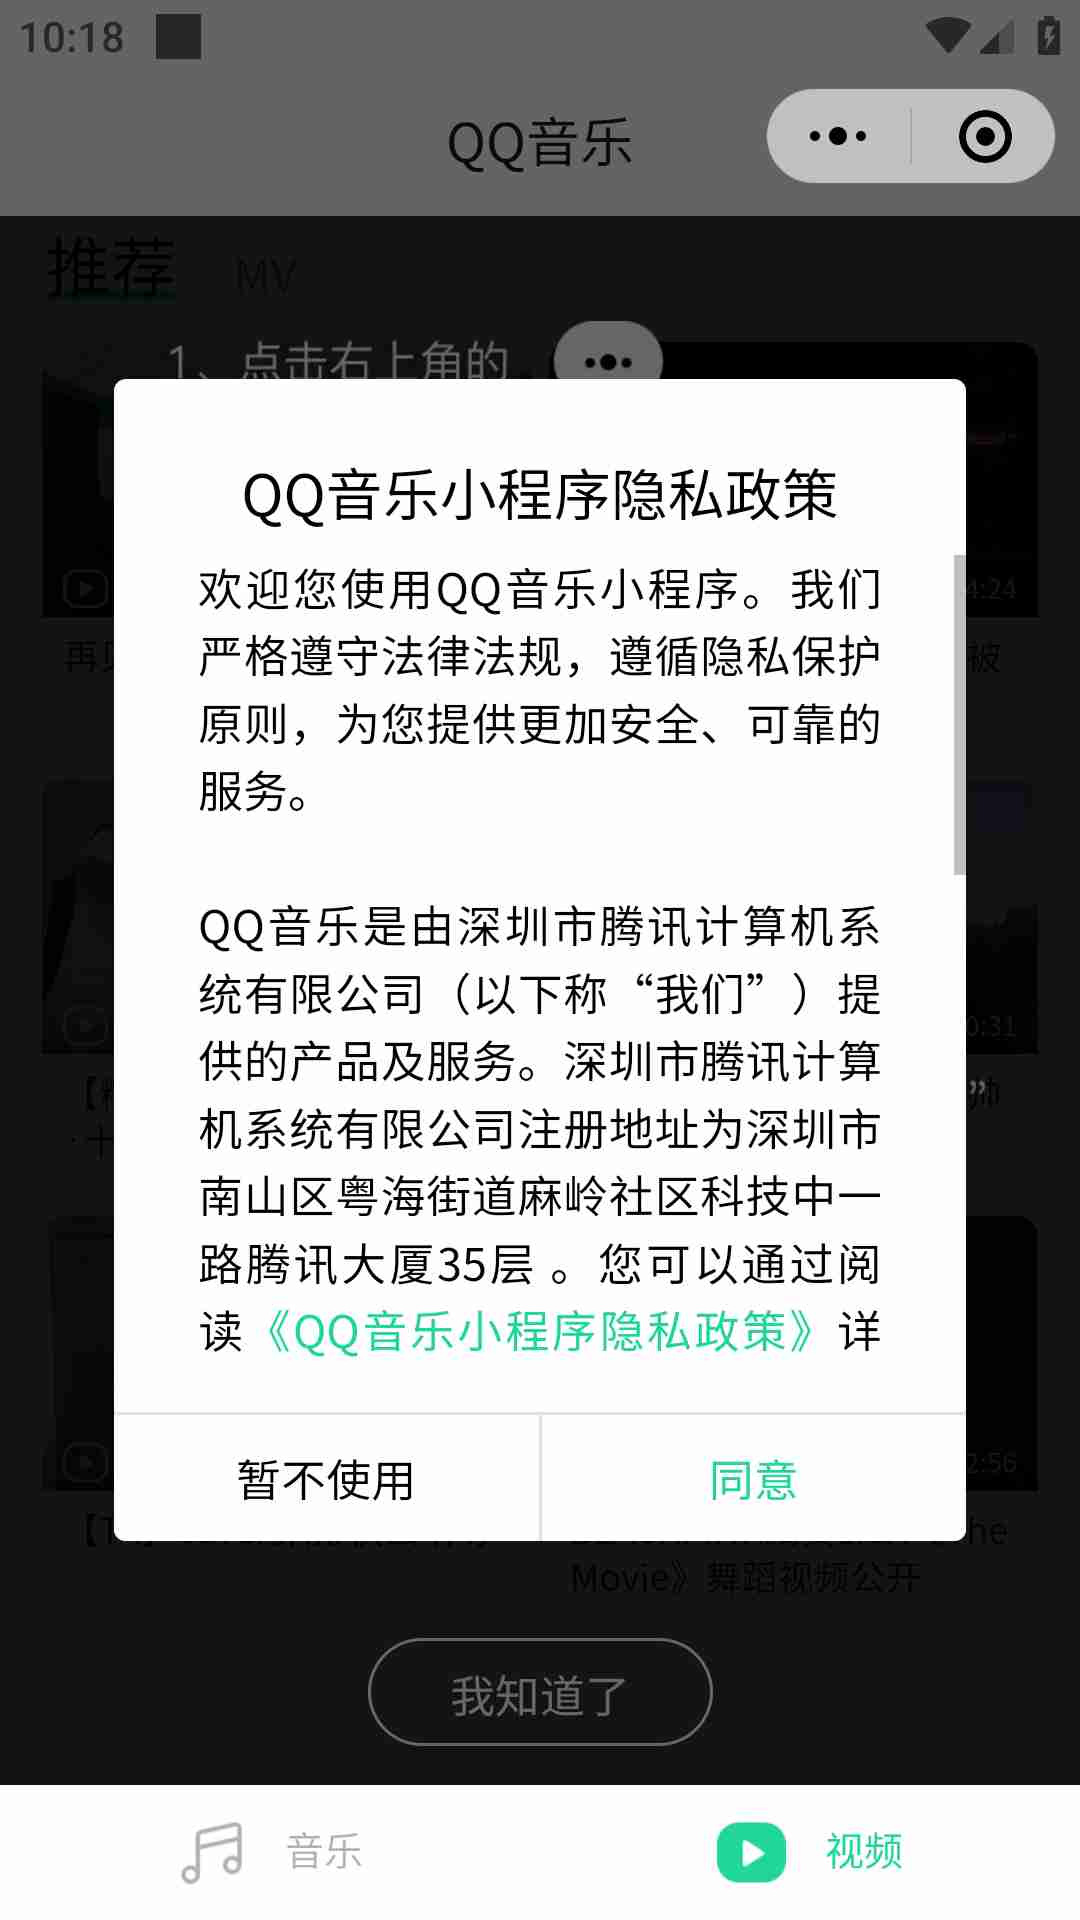 10:18
QQ音乐
推荐 MV
1、点击右上角的
QQ音乐小程序隐私政策
欢迎您使用QQ音乐小程序。我们
严格遵守法律法规，遵循隐私保护
原则，为您提供更加安全、可靠的
服务。
QQ音乐是由深圳市腾讯计算机系
统有限公司（以下称“我们”）提
供的产品及服务。深圳市腾讯计算
机系统有限公司注册地址为深圳市
南山区粤海街道麻岭社区科技中一
路腾讯大厦35层 。您可以通过阅
读《QQ音乐小程序隐私政策》详
暂不使用 同意
4:24
再 被
0:31
”
2:56
he
Movie》舞蹈视频公开
我知道了
音乐 视频